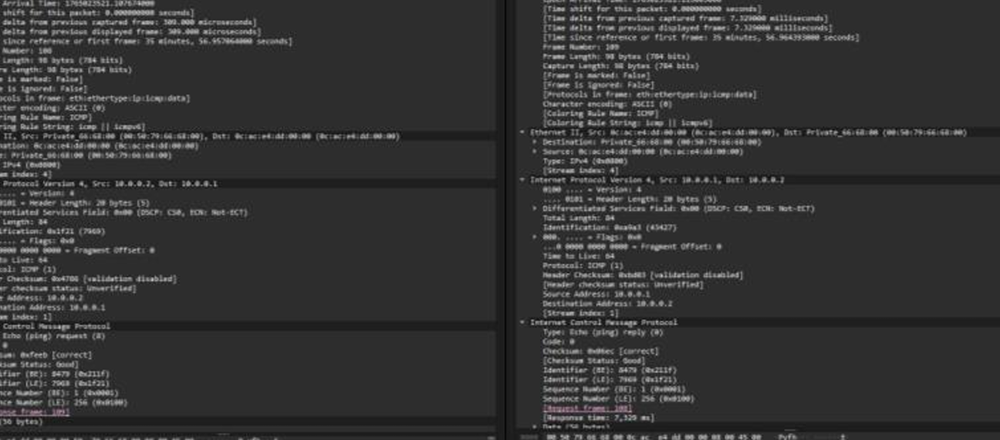 Arrival Time: 1765023521.107674000
shift for this packet: 0.000000000 seconds]
delta from previous captured frame: 309.000 microseconds]
delta from previous displayed frame: 309.000 microseconds]
since reference or first frame: 35 minutes, 56.957064000 seconds]
Number: 108
Length: 98 bytes (784 bits)
re Length: 98 bytes (784 bits)
e is marked: False]
e is ignored: False]
ocols in frame: eth:ethertype:ip:icmp:data]
cter encoding: ASCII (0)
ring Rule Name: ICMP]
ring Rule String: icmp || icmpv6]
II, Src: Private_66:68:00 (00:50:79:66:68:00), Dst: 0c:ac:e4:dd:00:00 (0c:ac:e4:dd:00:00)
nation: 0c:ac:e4:dd:00:00 (0c:ac:e4:dd:00:00)
e: Private_66:68:00 (00:50:79:66:68:00)
IPv4 (0x0800)
am index: 4]
Protocol Version 4, Src: 10.0.0.2, Dst: 10.0.0.1
.... = Version: 4
0101 = Header Length: 20 bytes (5)
rentiated Services Field: 0x00 (DSCP: CS0, ECN: Not-ECT)
Length: 84
ification: 0x1f21 (7969)
.... = Flags: 0x0
0000 0000 0000 = Fragment Offset: 0
to Live: 64
col: ICMP (1)
r Checksum: 0x4786 [validation disabled]
er checksum status: Unverified]
e Address: 10.0.0.2
nation Address: 10.0.0.1
am index: 1]
Control Message Protocol
Echo (ping) request (8)
0
sum: 0xfeeb [correct]
ksum Status: Good]
ifier (BE): 8479 (0x211f)
ifier (LE): 7969 (0x1f21)
nce Number (BE): 1 (0x0001)
nce Number (LE): 256 (0x0100)
onse frame: 109]
(56 bytes)
[Time shift for this packet: 0.000000000 seconds]
[Time delta from previous captured frame: 7.329000 milliseconds]
[Time delta from previous displayed frame: 7.329000 milliseconds]
[Time since reference or first frame: 35 minutes, 56.964393000 seconds]
Frame Number: 109
Frame Length: 98 bytes (784 bits)
Capture Length: 98 bytes (784 bits)
[Frame is marked: False]
[Frame is ignored: False]
[Protocols in frame: eth:ethertype:ip:icmp:data]
Character encoding: ASCII (0)
[Coloring Rule Name: ICMP]
[Coloring Rule String: icmp || icmpv6]
Ethernet II, Src: 0c:ac:e4:dd:00:00 (0c:ac:e4:dd:00:00), Dst: Private_66:68:00 (00:50:79:66:68:00)
Destination: Private_66:68:00 (00:50:79:66:68:00)
Source: 0c:ac:e4:dd:00:00 (0c:ac:e4:dd:00:00)
Type: IPv4 (0x0800)
[Stream index: 4]
Internet Protocol Version 4, Src: 10.0.0.1, Dst: 10.0.0.2
0100 .... = Version: 4
.... 0101 = Header Length: 20 bytes (5)
Differentiated Services Field: 0x00 (DSCP: CS0, ECN: Not-ECT)
Total Length: 84
Identification: 0xa9a3 (43427)
000. .... = Flags: 0x0
...0 0000 0000 0000 = Fragment Offset: 0
Time to Live: 64
Protocol: ICMP (1)
Header Checksum: 0xbd03 [validation disabled]
[Header checksum status: Unverified]
Source Address: 10.0.0.1
Destination Address: 10.0.0.2
[Stream index: 1]
Internet Control Message Protocol
Type: Echo (ping) reply (0)
Code: 0
Checksum: 0x06ec [correct]
[Checksum Status: Good]
Identifier (BE): 8479 (0x211f)
Identifier (LE): 7969 (0x1f21)
Sequence Number (BE): 1 (0x0001)
Sequence Number (LE): 256 (0x0100)
[Request frame: 108]
[Response time: 7,329 ms]
Data (56 bytes)
00 50 79 66 68 00 0c ac e4 dd 00 00 08 00 45 00